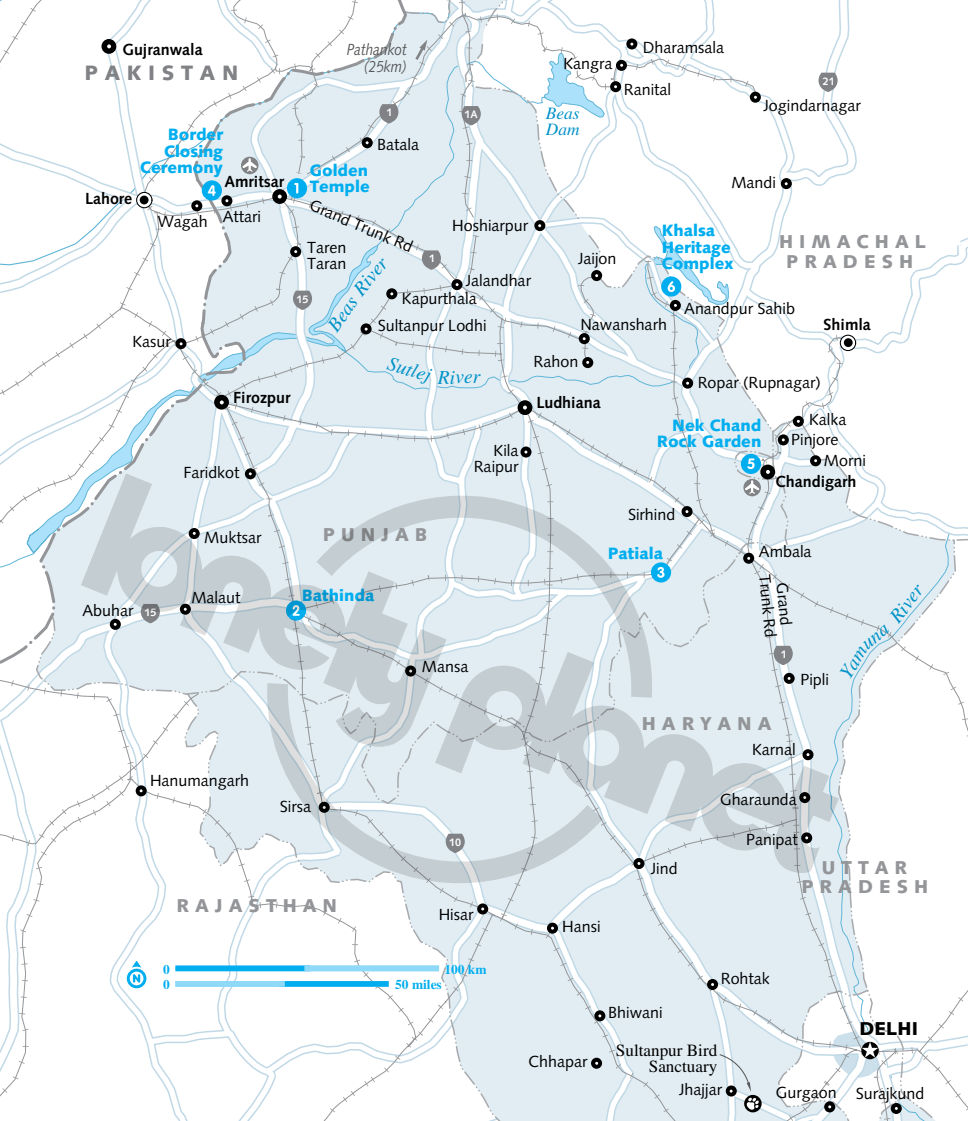 Gujranwala
PAKISTAN
Pathankot
(25km)
Dharamsala
Kangra
Ranital
21
Jogindarnagar
Beas
Dam
1
1A
Batala
Børder
Closing
Ceremony
4
Amritsar
1
Golden
Temple
Mandi
Lahore
Wagah
Attari
Grand Trunk Rd
Hoshiarpur
Khalsa
Heritage
Complex
6
HIMACHAL
PRADESH
Taren
Taran
1
Jaijon
Jalandhar
15
Beas River
Kapurthala
Anandpur Sahib
Sultanpur Lodhi
Nawansharh
Shimla
Kasur
Rahon
Sutlej River
Ropar (Rupnagar)
Firozpur
Ludhiana
Nek Chand
Rock Garden
5
Kalka
Pinjore
Kila
Raipur
Morni
Faridkot
Chandigarh
Sirhind
PUNJAB
Muktsar
Patiala
3
Ambala
Grand
Trunk Rd
Yamuna River
Abuhar
15
Malaut
2
Bathinda
1
Mansa
Pipli
lonely planet
HARYANA
Karnal
Hanumangarh
Gharaunda
Sirsa
10
Panipat
Jind
UTTAR
PRADESH
RAJASTHAN
Hisar
Hansi
N
0
100 km
0
50 miles
Rohtak
Bhiwani
DELHI
Chhapar
Sultanpur Bird
Sanctuary
Jhajjar
Gurgaon
Surajkund